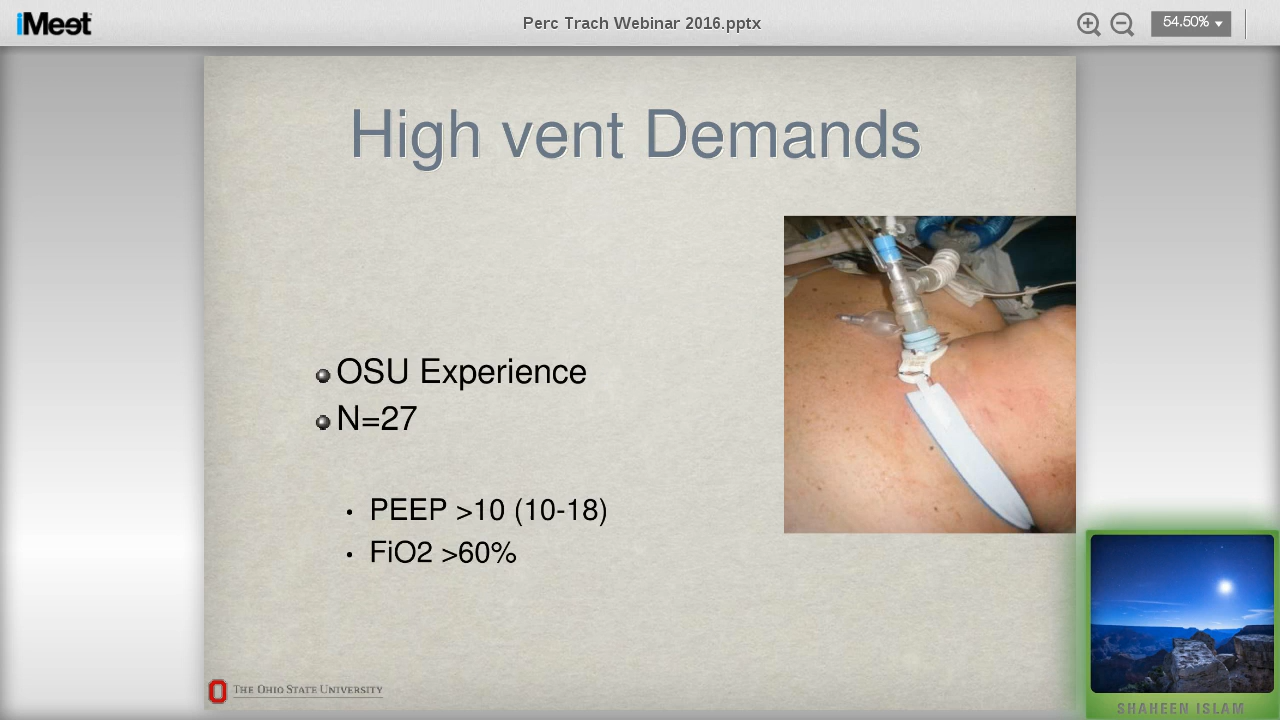 iMeet
Perc Trach Webinar 2016.pptx
54.50%
High vent Demands
OSU Experience
N=27
PEEP >10 (10-18)
FiO2 >60%
THE OHIO STATE UNIVERSITY
SHAHEEN ISLAM